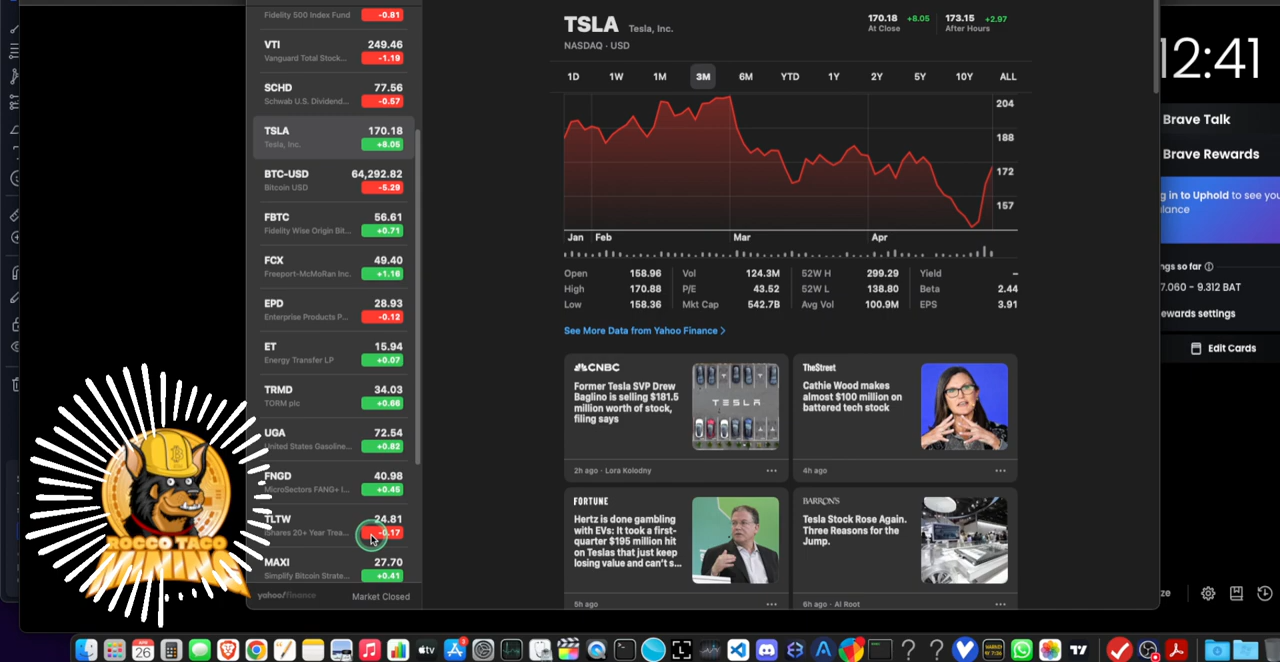 Fidelity 500 Index Fund
-0.81
VTI
249.46
Vanguard Total Stock...
-1.19
SCHD
77.56
Schwab U.S. Dividend...
-0.57
TSLA
170.18
Tesla, Inc.
+8.05
BTC-USD
64,292.82
Bitcoin USD
-5.29
FBTC
56.61
Fidelity Wise Origin Bit...
+0.71
FCX
49.40
Freeport-McMoRan Inc.
+1.16
EPD
28.93
Enterprise Products P...
-0.12
ET
15.94
Energy Transfer LP
+0.07
TRMD
34.03
TORM plc
+0.66
UGA
72.54
United States Gasoline...
+0.82
FNGD
40.98
MicroSectors FANG+ I...
+0.45
TLTW
24.81
iShares 20+ Year Trea...
-0.17
MAXI
27.70
Simplify Bitcoin Strate...
+0.41
yahoo!finance
Market Closed
TSLA Tesla, Inc.
NASDAQ · USD
170.18 +8.05
At Close
173.15 +2.97
After Hours
1D 1W 1M 3M 6M YTD 1Y 2Y 5Y 10Y ALL
204
188
172
157
Jan Feb Mar Apr
Open 158.96 Vol 124.3M 52W H 299.29 Yield –
High 170.88 P/E 43.52 52W L 138.80 Beta 2.44
Low 158.36 Mkt Cap 542.7B Avg Vol 100.9M EPS 3.91
See More Data from Yahoo Finance
CNBC
Former Tesla SVP Drew
Baglino is selling $181.5
million worth of stock,
filing says
TESLA
2h ago · Lora Kolodny
TheStreet
Cathie Wood makes
almost $100 million on
battered tech stock
4h ago
FORTUNE
Hertz is done gambling
with EVs: It took a first-
quarter $195 million hit
on Teslas that just keep
losing value and can't s...
5h ago
BARRON'S
Tesla Stock Rose Again.
Three Reasons for the
Jump.
6h ago · Al Root
12:41
Brave Talk
Brave Rewards
g in to Uphold to see you
alance
ngs so far
7.060 – 9.312 BAT
ewards settings
Edit Cards
ze
ROCCO TACO
MINING
APR
26
tv